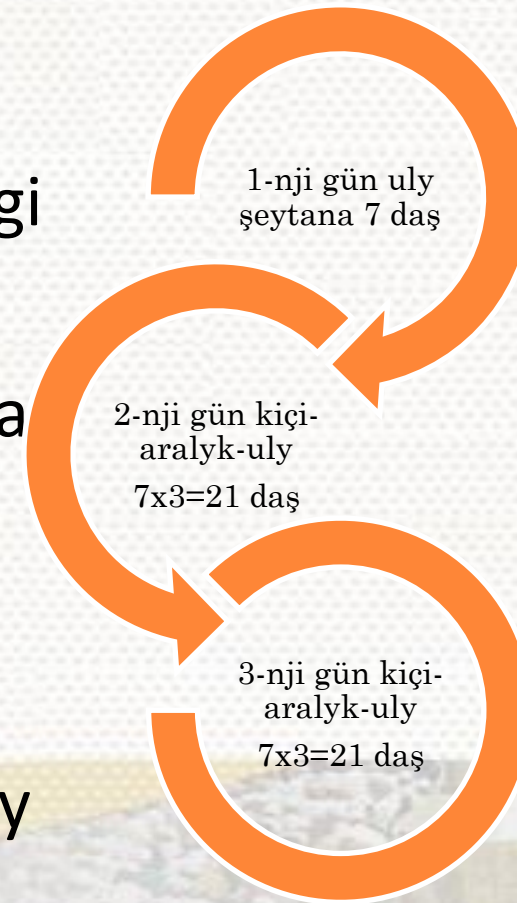 gi
1-nji gün uly
şeytana 7 daş
a
2-nji gün kiçi-
aralyk-uly
7x3=21 daş
3-nji gün kiçi-
aralyk-uly
7x3=21 daş
y